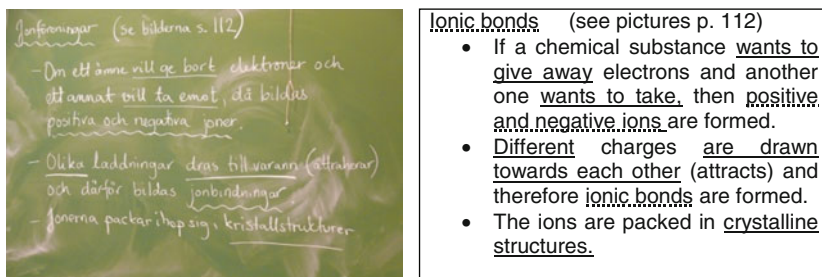 Jonföreningar (se bilderna s. 112)
- Om ett ämne vill ge bort elektroner och
ett annat vill ta emot, då bildas
positiva och negativa joner.
- Olika laddningar dras till varann (attraherar)
och därför bildas jonbindningar
- Jonerna packar ihop sig i kristallstrukturer
Ionic bonds (see pictures p. 112)
• If a chemical substance wants to
give away electrons and another
one wants to take, then positive
and negative ions are formed.
• Different charges are drawn
towards each other (attracts) and
therefore ionic bonds are formed.
• The ions are packed in crystalline
structures.